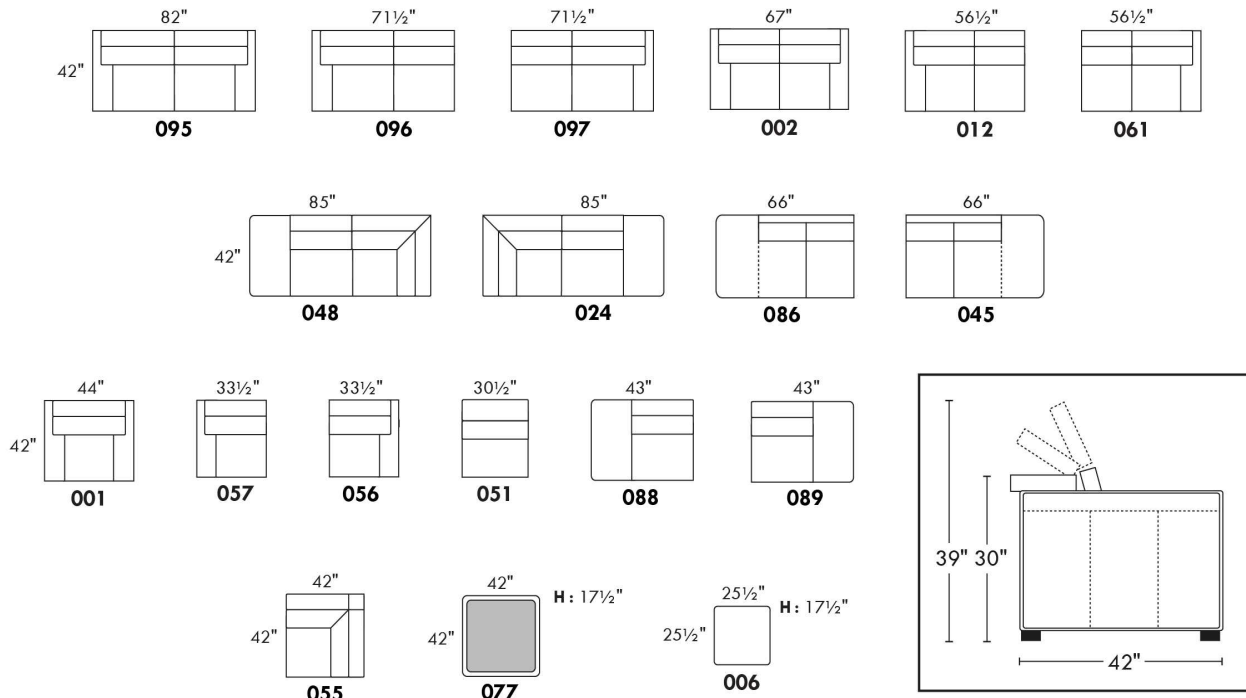 82" 71½" 71½" 67" 56½" 56½"
42"
095 096 097 002 012 061
85" 85" 66" 66"
42"
048 024 086 045
44" 33½" 33½" 30½" 43" 43"
42"
001 057 056 051 088 089
39" 30"
42"
42" 42" H: 17½" 25½" H: 17½"
42" 42" 25½"
055 077 006